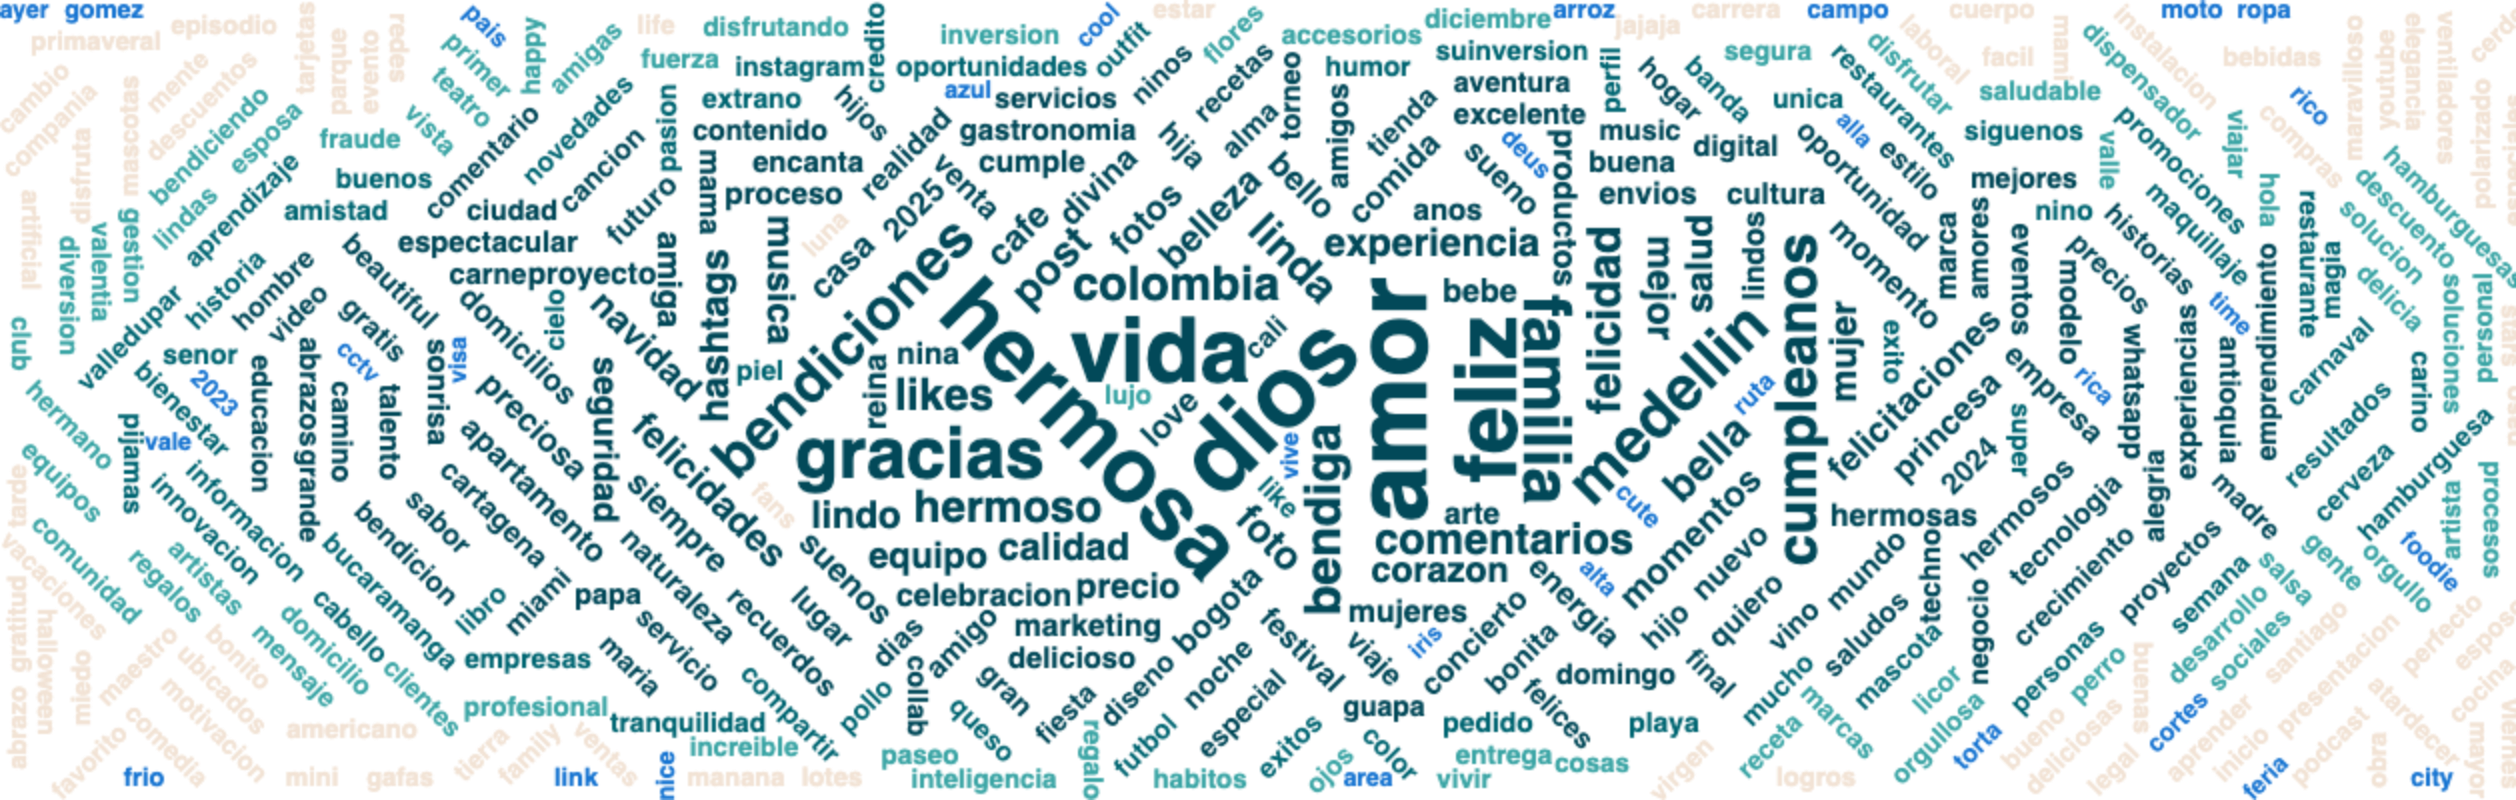 ayer gomez
primaveral
episodio
tarjetas
parque
evento
redes
pais
primer
teatro
happy
amigas
life
fuerza
disfrutando
credito
inversion
cool
outfit
estar
flores
accesorios
diciembre
arroz
jajaja
carrera
campo
laboral
cuerpo
instalacion
moto ropa
bebidas
maravilloso
youtube
elegancia
ventiladores
cambio
compania
mente
descuentos
mascotas
disfruta
artificial
bendiciendo
esposa
lindas
aprendizaje
fraude
vista
buenos
amistad
comentario
novedades
cancion
ciudad
espectacular
carneproyecto
pasion
instagram
extrano
contenido
encanta
proceso
mama
hijos
realidad
oportunidades
azul
servicios
gastronomia
cumple
ninos
recetas
hija
alma
torneo
humor
amigos
tienda
suinversion
aventura
excelente
perfil
hogar
banda
segura
unica
restaurantes
disfrutar
facil
saludable
siguenos
dispensador
promociones
valle
viajar
rico
compras
polarizado
hamburguesas
descuento
solucion
delicia
soluciones
personal
music
digital
buena
envios
cultura
alla
estilo
oportunidad
mejores
nino
historias
maquillaje
hola
restaurante
magia
deus
sueno
productos
comida
bello
belleza
fotos
divina
venta
2025
casa
luna
musica
hashtags
amiga
futuro
cielo
navidad
domicilios
beautiful
gratis
video
hombre
historia
valledupar
gestion
valentia
diversion
club
hermano
equipos
comunidad
senor
bienestar
2023
vale
pijamas
educacion
abrazosgrande
camino
cctv
talento
sonrisa
visa
preciosa
apartamento
seguridad
felicidades
siempre
piel
bendiciones
cafe
post
colombia
linda
anos
experiencia
bebe
felicidad
mejor
salud
lindos
momento
marca
amores
eventos
modelo
precios
whatsapp
experiencias
time
antioquia
emprendimiento
carnaval
carino
hermosa
vida
cali
lujo
love
dios
amor
feliz
familia
medellin
cumpleanos
mujer
exito
ruta
bella
felicitaciones
princesa
2024
empresa
rica
super
reina
nina
likes
gracias
lindo
hermoso
equipo
calidad
fans
suenos
vive
like
foto
bendiga
arte
comentarios
corazon
cute
momentos
hermosas
hermosos
tecnologia
alegria
madre
resultados
cerveza
hamburguesa
artista
procesos
foodie
orgullo
gente
salsa
semana
proyectos
crecimiento
techno
nuevo
mundo
alta
energia
mujeres
celebracion
precio
marketing
delicioso
bogota
diseno
festival
viaje
iris
concierto
bonita
hijo
quiero
vino
saludos
mascota
negocio
personas
perro
desarrollo
sociales
cortes
santiago
presentacion
perfecto
innovacion
informacion
bucaramanga
bendicion
sabor
cartagena
miami
libro
papa
naturaleza
servicio
recuerdos
lugar
dias
amigo
collab
gran
fiesta
noche
especial
futbol
guapa
domingo
final
felices
pedido
playa
mucho
marcas
receta
licor
orgullosa
torta
bueno
deliciosas
buenas
legal
aprender
inicio
feria
podcast
obra
atardecer
cocina
mayor
viernes
city
tarde
vacaciones
gratitud
halloween
abrazo
miedo
maestro
ubicados
bonito
motivacion
comedia
favorito
frio
regalos
artistas
mensaje
domicilio
cabello
clientes
empresas
profesional
maria
tranquilidad
increible
compartir
pollo
queso
paseo
inteligencia
regalo
habitos
exitos
ojos
area
color
vivir
entrega
cosas
virgen
logros
americano
mini
gafas
tierra
family
ventas
link
nice
manana
lotes